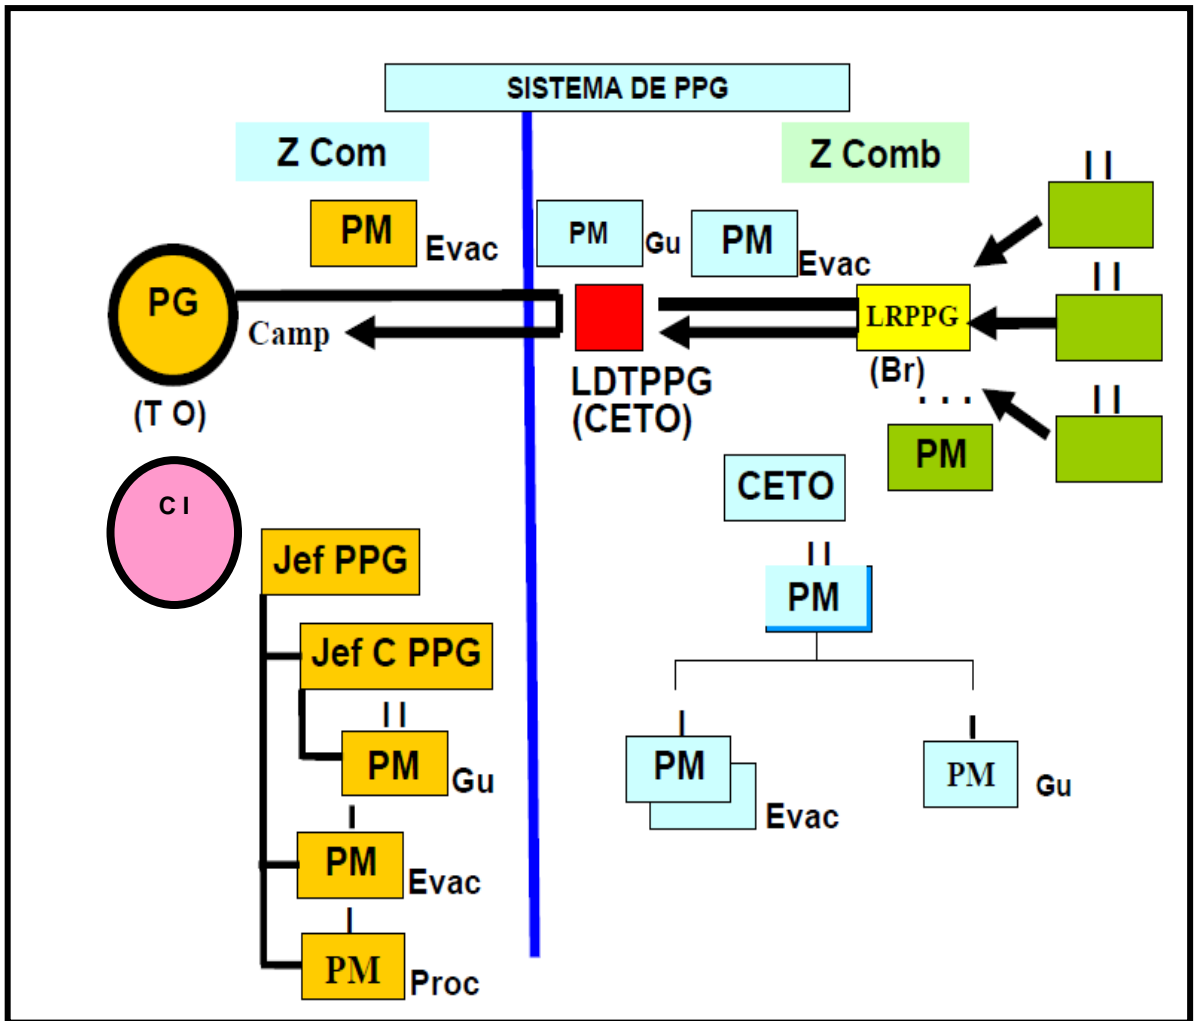 SISTEMA DE PPG
Z Com
Z Comb
I I
PM
Evac
PM
Gu
PM
Evac
I I
PG
Camp
LRPPG
(T O)
LDTPPG
(CETO)
(Br)
. . .
I I
PM
CETO
C I
Jef PPG
I I
PM
Jef C PPG
I I
PM
Gu
I
PM
Evac
I
PM
Gu
I
PM
Evac
I
PM
Proc